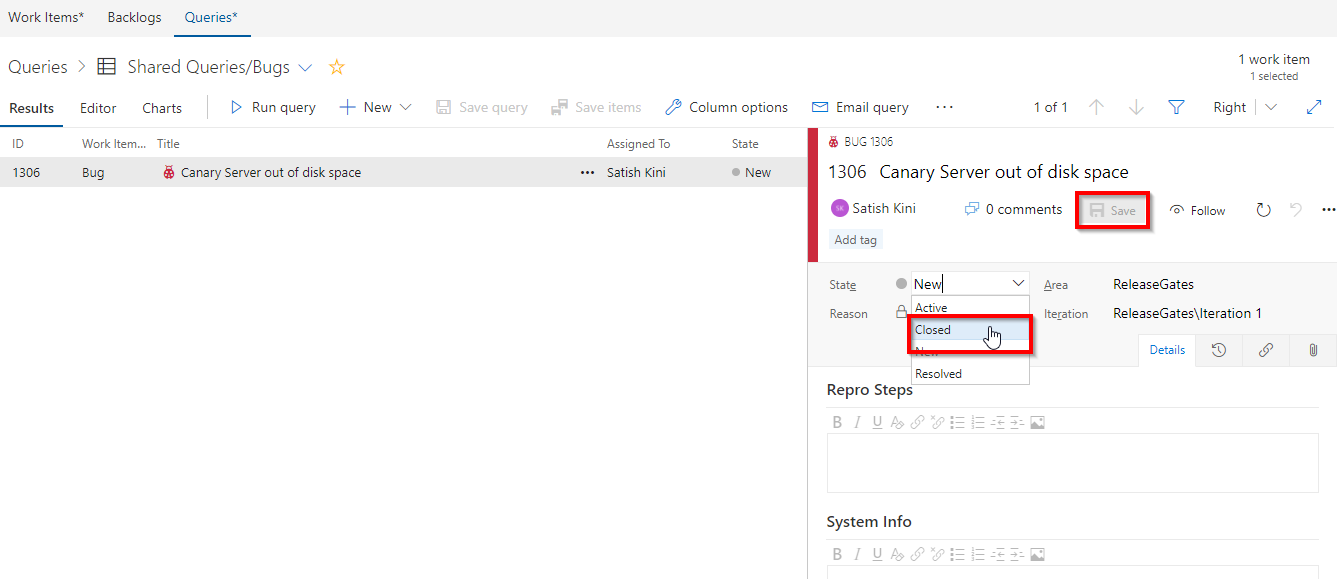 Work Items* Backlogs Queries*
Queries > Shared Queries/Bugs
1 work item
1 selected
Results Editor Charts Run query New Save query Save items Column options Email query ... 1 of 1 Right
ID Work Item... Title Assigned To State
1306 Bug Canary Server out of disk space ... Satish Kini New
BUG 1306
1306 Canary Server out of disk space
SK Satish Kini 0 comments Save Follow ...
Add tag
State New Area ReleaseGates
Active
Reason Iteration ReleaseGates\Iteration 1
Closed
New
Details
Resolved
Repro Steps
B I U
System Info
B I U